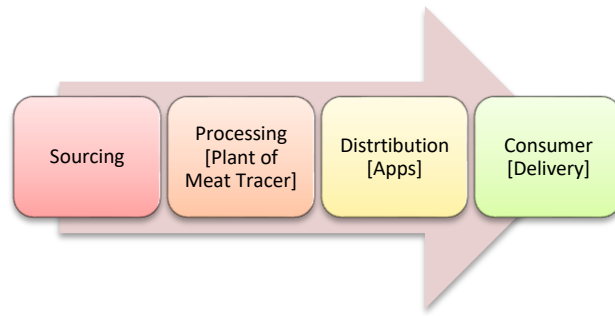 Sourcing
Processing
[Plant of
Meat Tracer]
Distrtibution
[Apps]
Consumer
[Delivery]